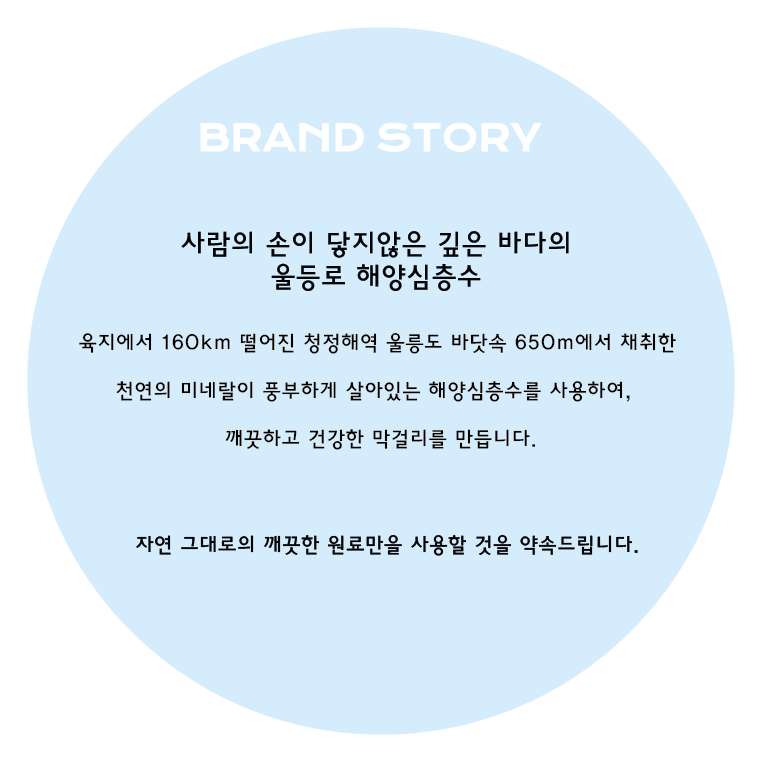 BRAND STORY
사람의 손이 닿지않은 깊은 바다의
울등로 해양심층수
육지에서 160km 떨어진 청정해역 울릉도 바닷속 650m에서 채취한
천연의 미네랄이 풍부하게 살아있는 해양심층수를 사용하여,
깨끗하고 건강한 막걸리를 만듭니다.
자연 그대로의 깨끗한 원료만을 사용할 것을 약속드립니다.